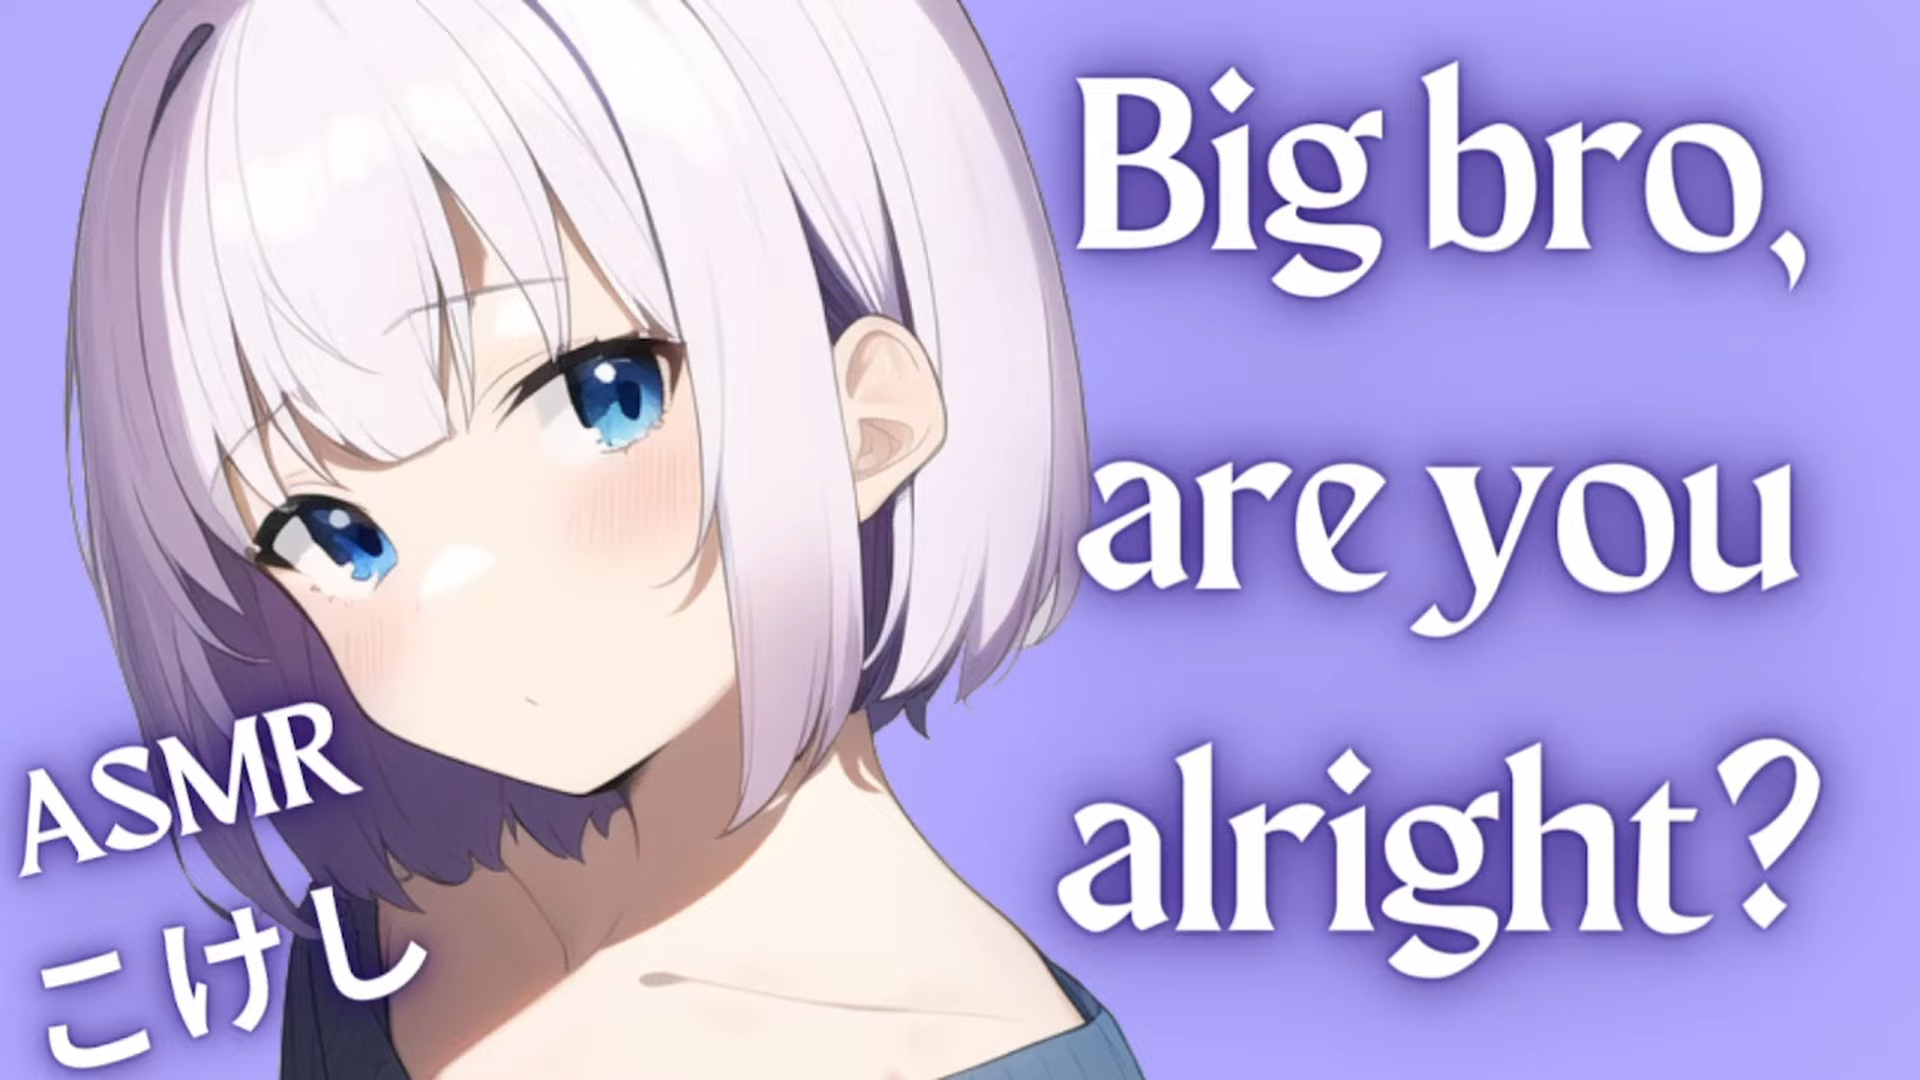 Big bro,
are you
alright?
ASMR
こけし